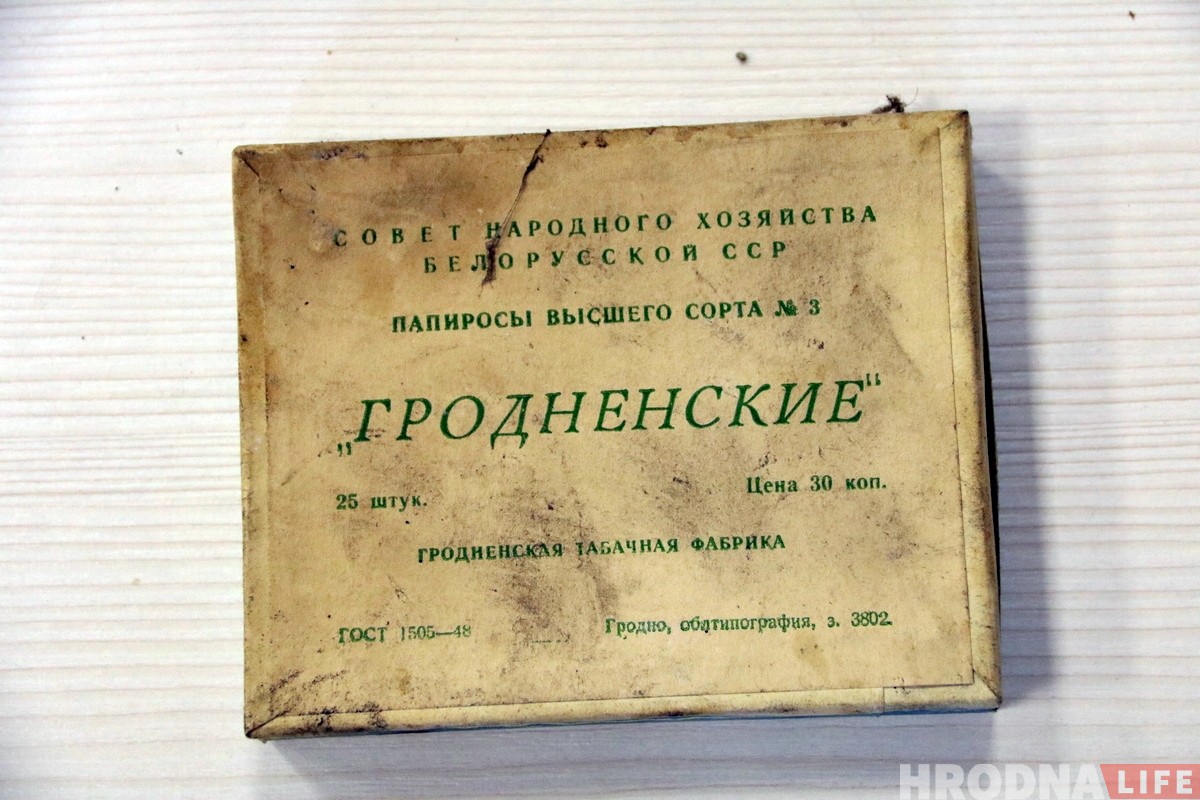 СОВЕТ НАРОДНОГО ХОЗЯЙСТВА
БЕЛОРУССКОЙ ССР
ПАПИРОСЫ ВЫСШЕГО СОРТА № 3
„ГРОДНЕНСКИЕ“
25 штук.
Цена 30 коп.
ГРОДНЕНСКАЯ ТАБАЧНАЯ ФАБРИКА
ГОСТ 1505—48
Гродно, облтипография, з. 3802.
HRODNA LIFE